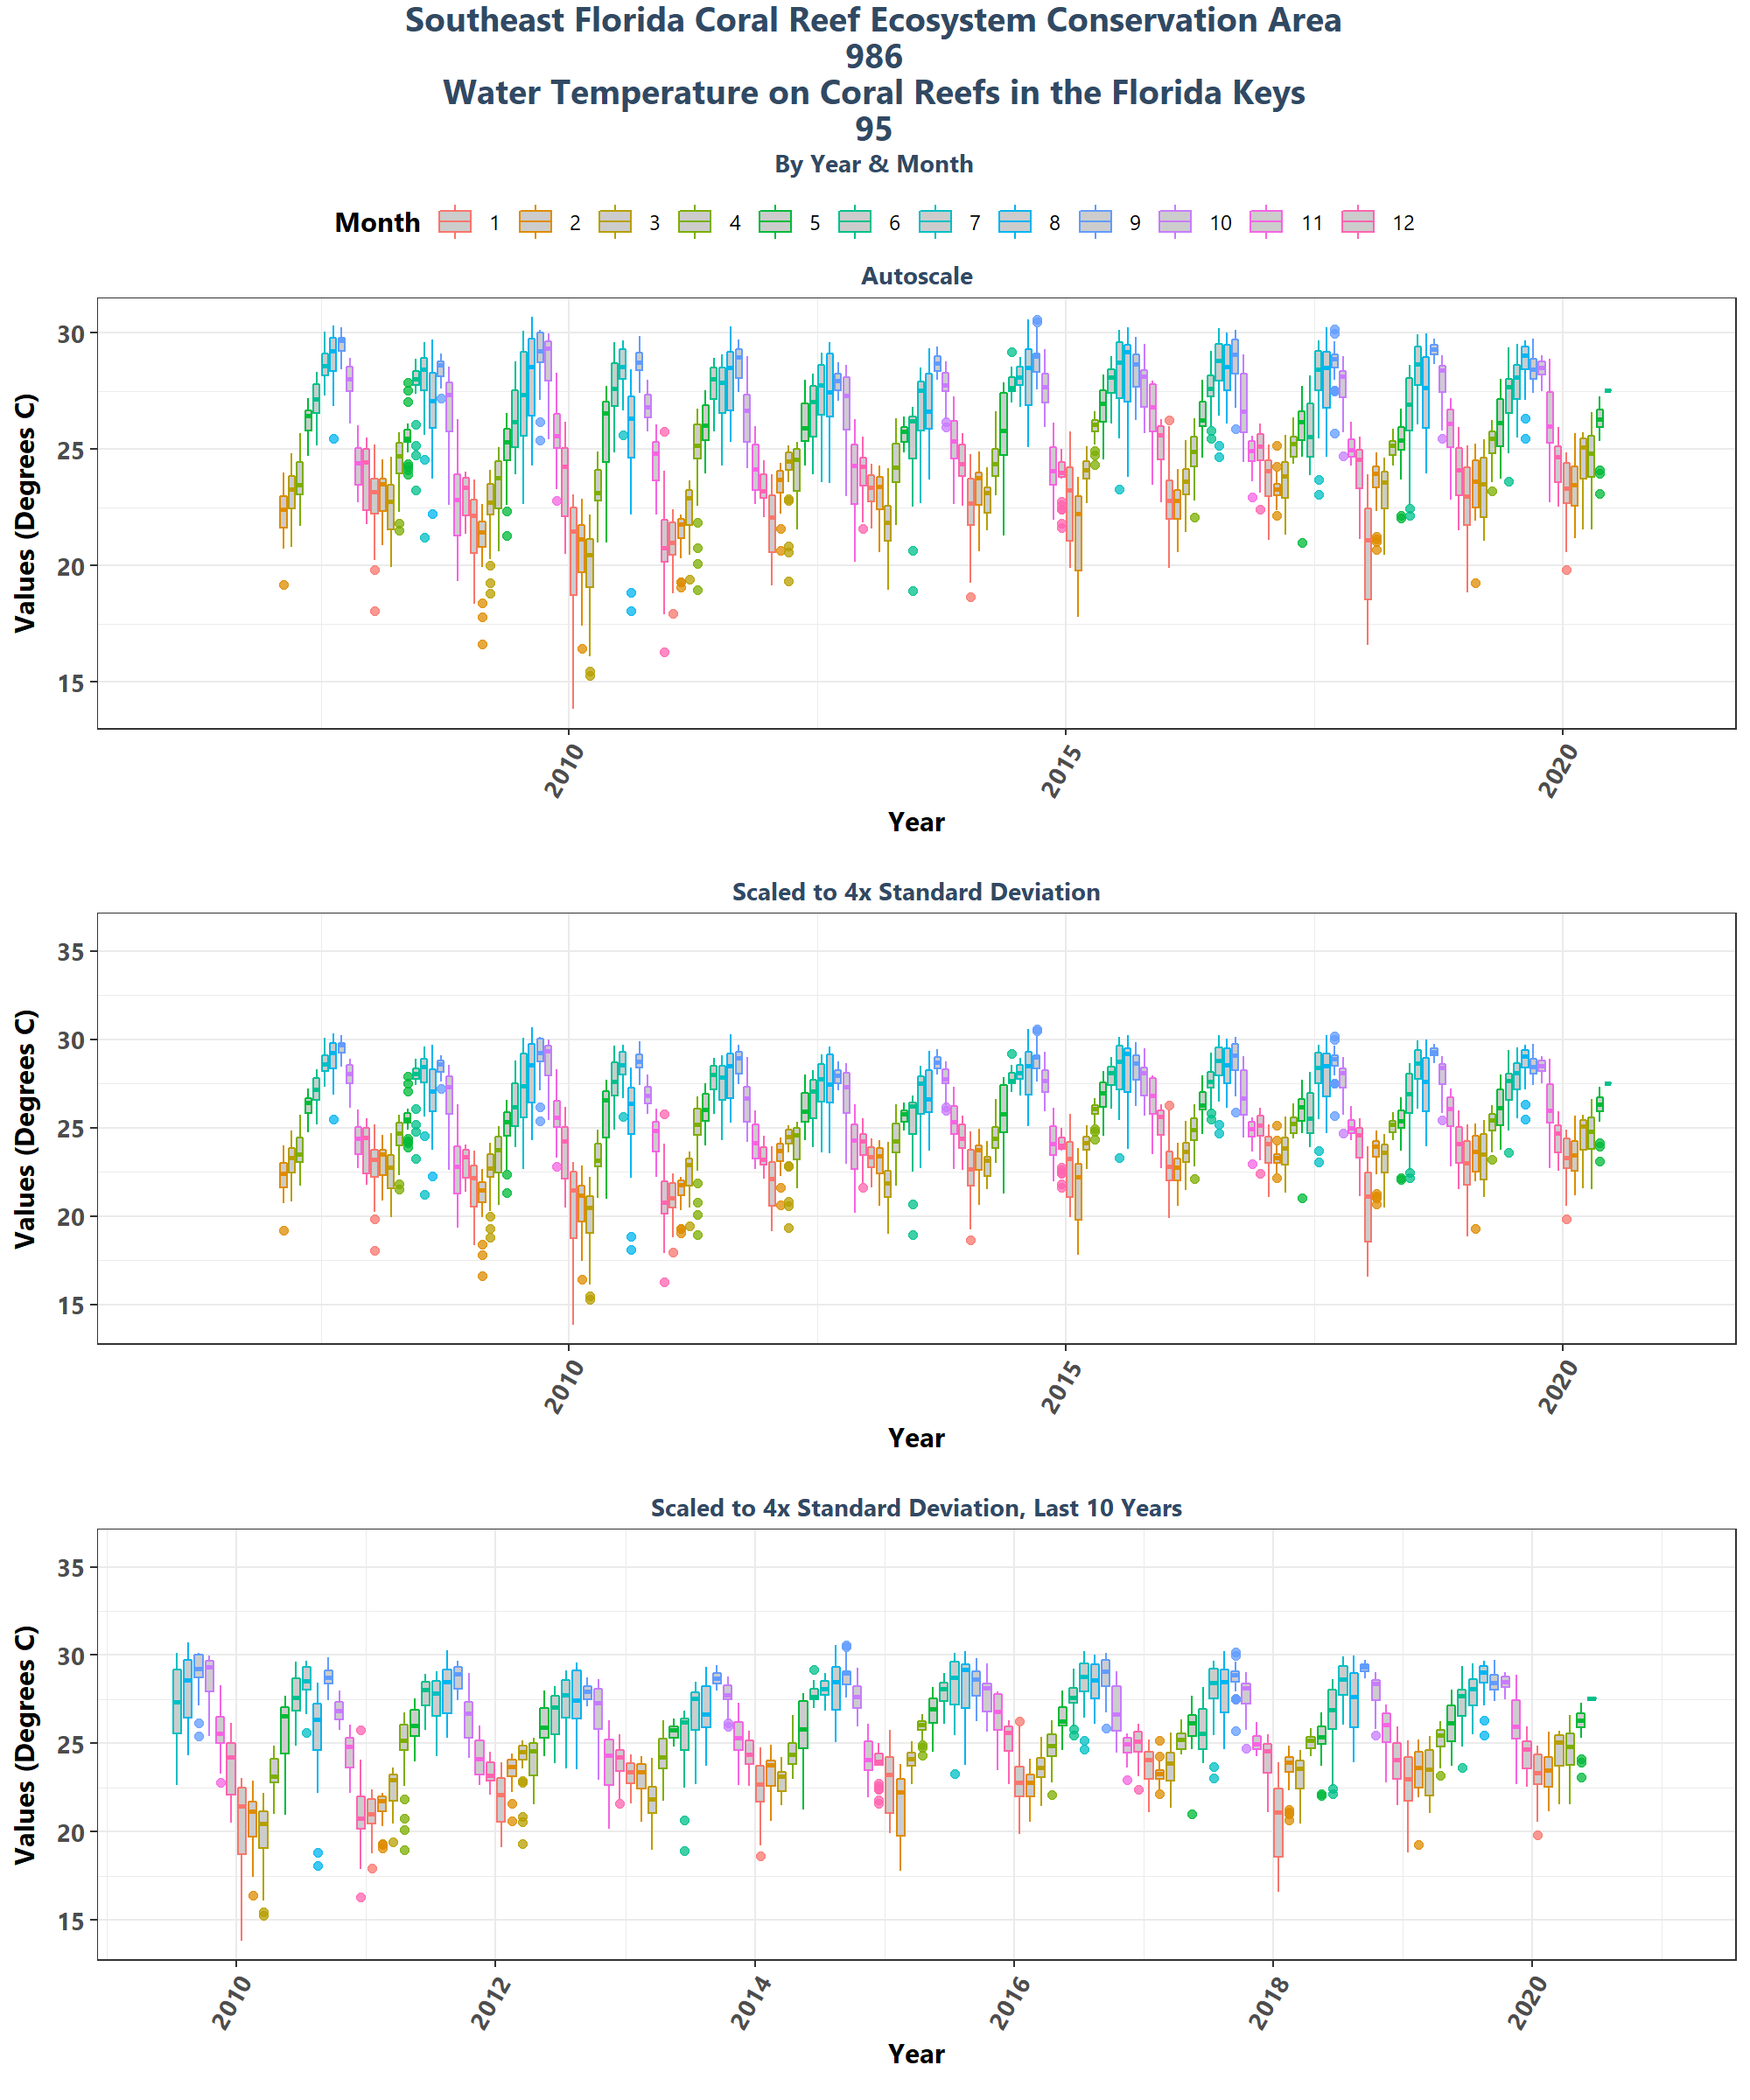 Southeast Florida Coral Reef Ecosystem Conservation Area
986
Water Temperature on Coral Reefs in the Florida Keys
95
By Year & Month
Month 1 2 3 4 5 6 7 8 9 10 11 12
Autoscale
Values (Degrees C)
30
25
20
15
2010 2015 2020
Year
Scaled to 4x Standard Deviation
Values (Degrees C)
35
30
25
20
15
2010 2015 2020
Year
Scaled to 4x Standard Deviation, Last 10 Years
Values (Degrees C)
35
30
25
20
15
2010 2012 2014 2016 2018 2020
Year